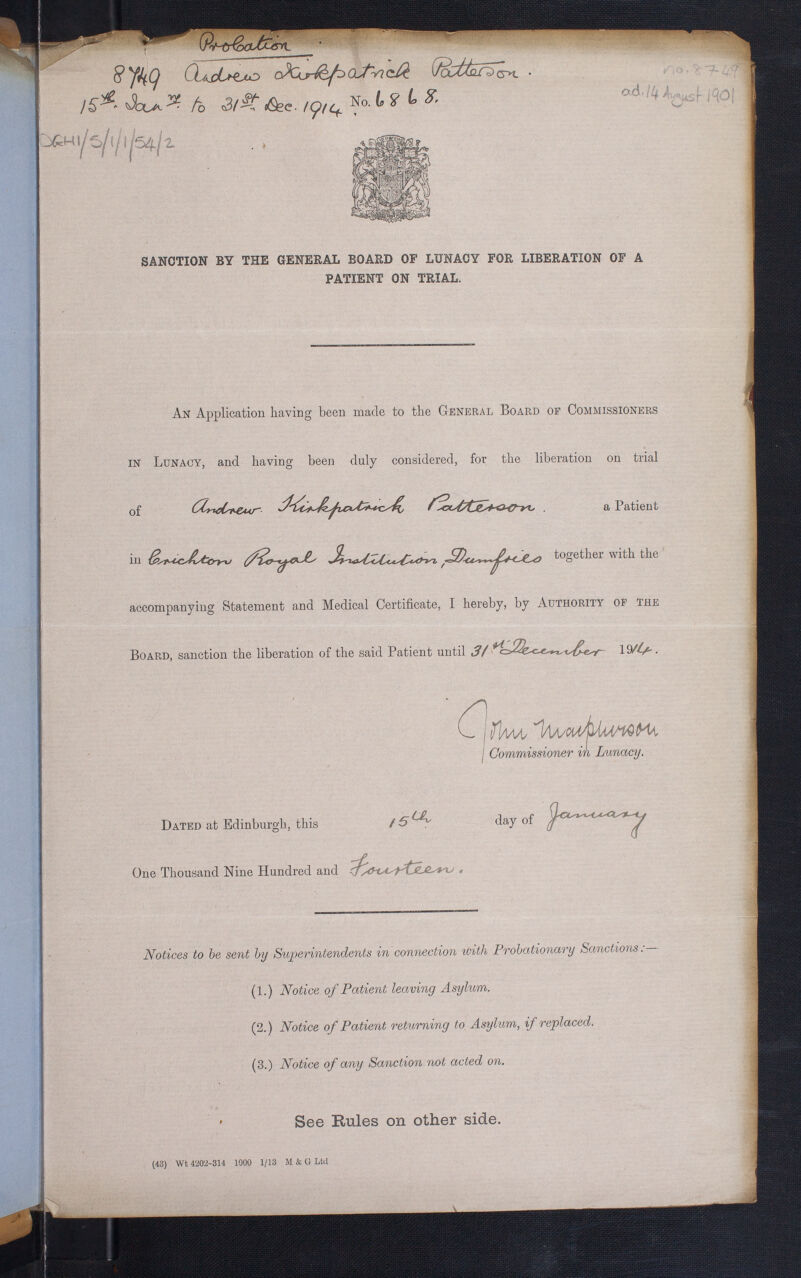 Probation
8749 Andrew Kirkpatrick Patterson.
no. 8749
15th. Janry. to 31st. Dec. 1914 No. 6868.
ad. 14 August 1901
DGH1/5/1/1/54/2
SANCTION BY THE GENERAL BOARD OF LUNACY FOR LIBERATION OF A
PATIENT ON TRIAL.
AN Application having been made to the GENERAL BOARD OF COMMISSIONERS
IN LUNACY, and having been duly considered, for the liberation on trial
of Andrew Kirkpatrick Patterson. a Patient
in Crichton Royal Institution, Dumfries together with the
accompanying Statement and Medical Certificate, I hereby, by AUTHORITY OF THE
BOARD, sanction the liberation of the said Patient until 31st December 1914.
John Macpherson
Commissioner in Lunacy.
DATED at Edinburgh, this 15th day of January
One Thousand Nine Hundred and Fourteen.
Notices to be sent by Superintendents in connection with Probationary Sanctions:—
(1.) Notice of Patient leaving Asylum.
(2.) Notice of Patient returning to Asylum, if replaced.
(3.) Notice of any Sanction not acted on.
See Rules on other side.
(43) Wt 4202-314 1000 1/13 M & G Ltd